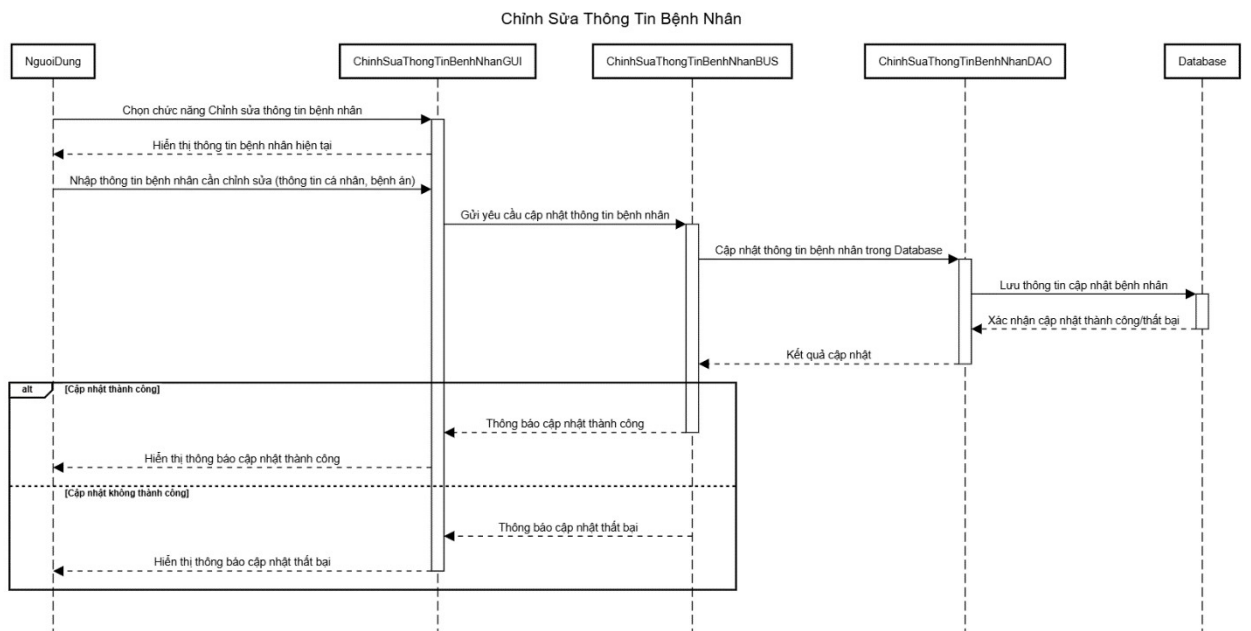 Chỉnh Sửa Thông Tin Bệnh Nhân
NguoiDung
ChinhSuaThongTinBenhNhanGUI
ChinhSuaThongTinBenhNhanBUS
ChinhSuaThongTinBenhNhanDAO
Database
Chọn chức năng Chỉnh sửa thông tin bệnh nhân
Hiển thị thông tin bệnh nhân hiện tại
Nhập thông tin bệnh nhân cần chỉnh sửa (thông tin cá nhân, bệnh án)
Gửi yêu cầu cập nhật thông tin bệnh nhân
Cập nhật thông tin bệnh nhân trong Database
Lưu thông tin cập nhật bệnh nhân
Xác nhận cập nhật thành công/thất bại
Kết quả cập nhật
alt
[Cập nhật thành công]
Thông báo cập nhật thành công
Hiển thị thông báo cập nhật thành công
[Cập nhật không thành công]
Thông báo cập nhật thất bại
Hiển thị thông báo cập nhật thất bại